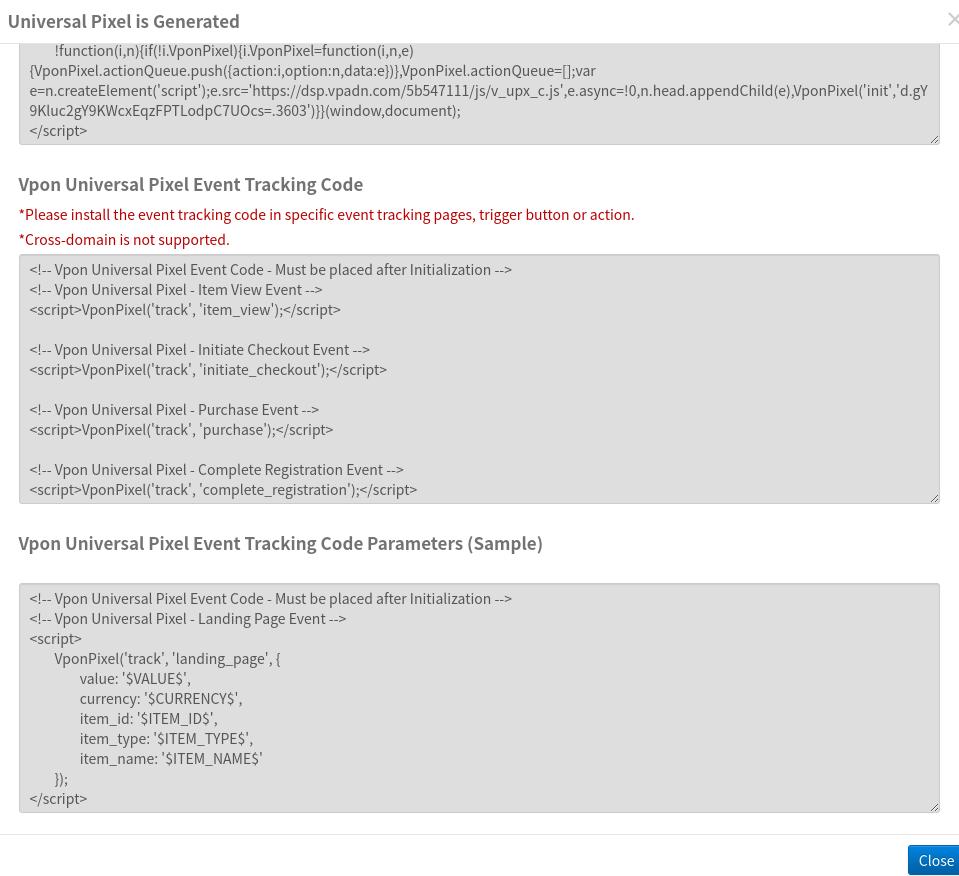 Universal Pixel is Generated
×
!function(i,n){if(!i.VponPixel){i.VponPixel=function(i,n,e)
{VponPixel.actionQueue.push({action:i,option:n,data:e})},VponPixel.actionQueue=[];var
e=n.createElement('script');e.src='https://dsp.vpadn.com/5b547111/js/v_upx_c.js',e.async=!0,n.head.appendChild(e),VponPixel('init','d.gY
9Kluc2gY9KWcxEqzFPTLodpC7UOcs=.3603')}}(window,document);
</script>
Vpon Universal Pixel Event Tracking Code
*Please install the event tracking code in specific event tracking pages, trigger button or action.
*Cross-domain is not supported.
<!-- Vpon Universal Pixel Event Code - Must be placed after Initialization -->
<!-- Vpon Universal Pixel - Item View Event -->
<script>VponPixel('track', 'item_view');</script>
<!-- Vpon Universal Pixel - Initiate Checkout Event -->
<script>VponPixel('track', 'initiate_checkout');</script>
<!-- Vpon Universal Pixel - Purchase Event -->
<script>VponPixel('track', 'purchase');</script>
<!-- Vpon Universal Pixel - Complete Registration Event -->
<script>VponPixel('track', 'complete_registration');</script>
Vpon Universal Pixel Event Tracking Code Parameters (Sample)
<!-- Vpon Universal Pixel Event Code - Must be placed after Initialization -->
<!-- Vpon Universal Pixel - Landing Page Event -->
<script>
VponPixel('track', 'landing_page', {
value: '$VALUE$',
currency: '$CURRENCY$',
item_id: '$ITEM_ID$',
item_type: '$ITEM_TYPE$',
item_name: '$ITEM_NAME$'
});
</script>
Close